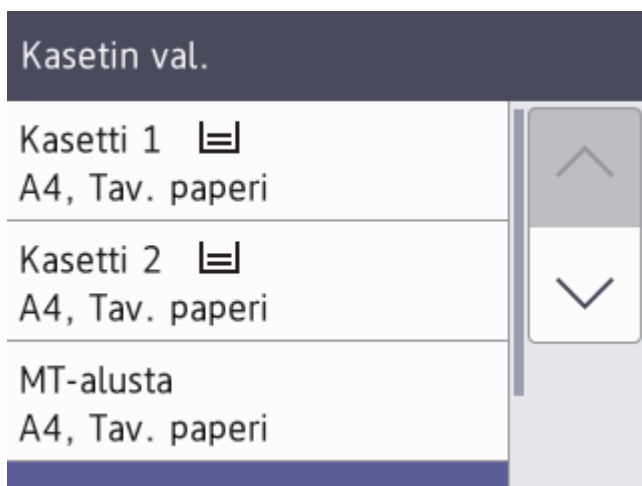 Kasetin val.
Kasetti 1
A4, Tav. paperi
Kasetti 2
A4, Tav. paperi
MT-alusta
A4, Tav. paperi